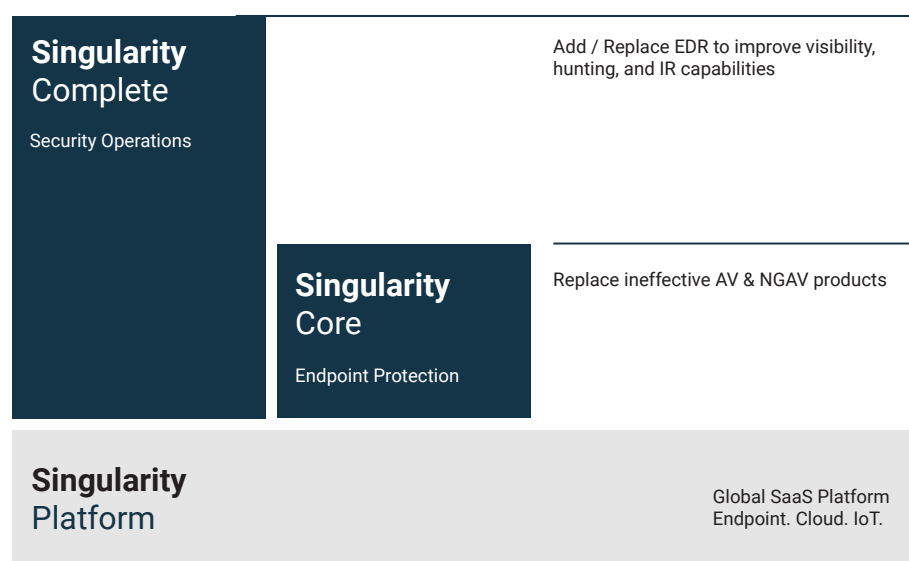 Singularity
Complete
Security Operations
Add / Replace EDR to improve visibility,
hunting, and IR capabilities
Singularity
Core
Endpoint Protection
Replace ineffective AV & NGAV products
Singularity
Platform
Global SaaS Platform
Endpoint. Cloud. IoT.